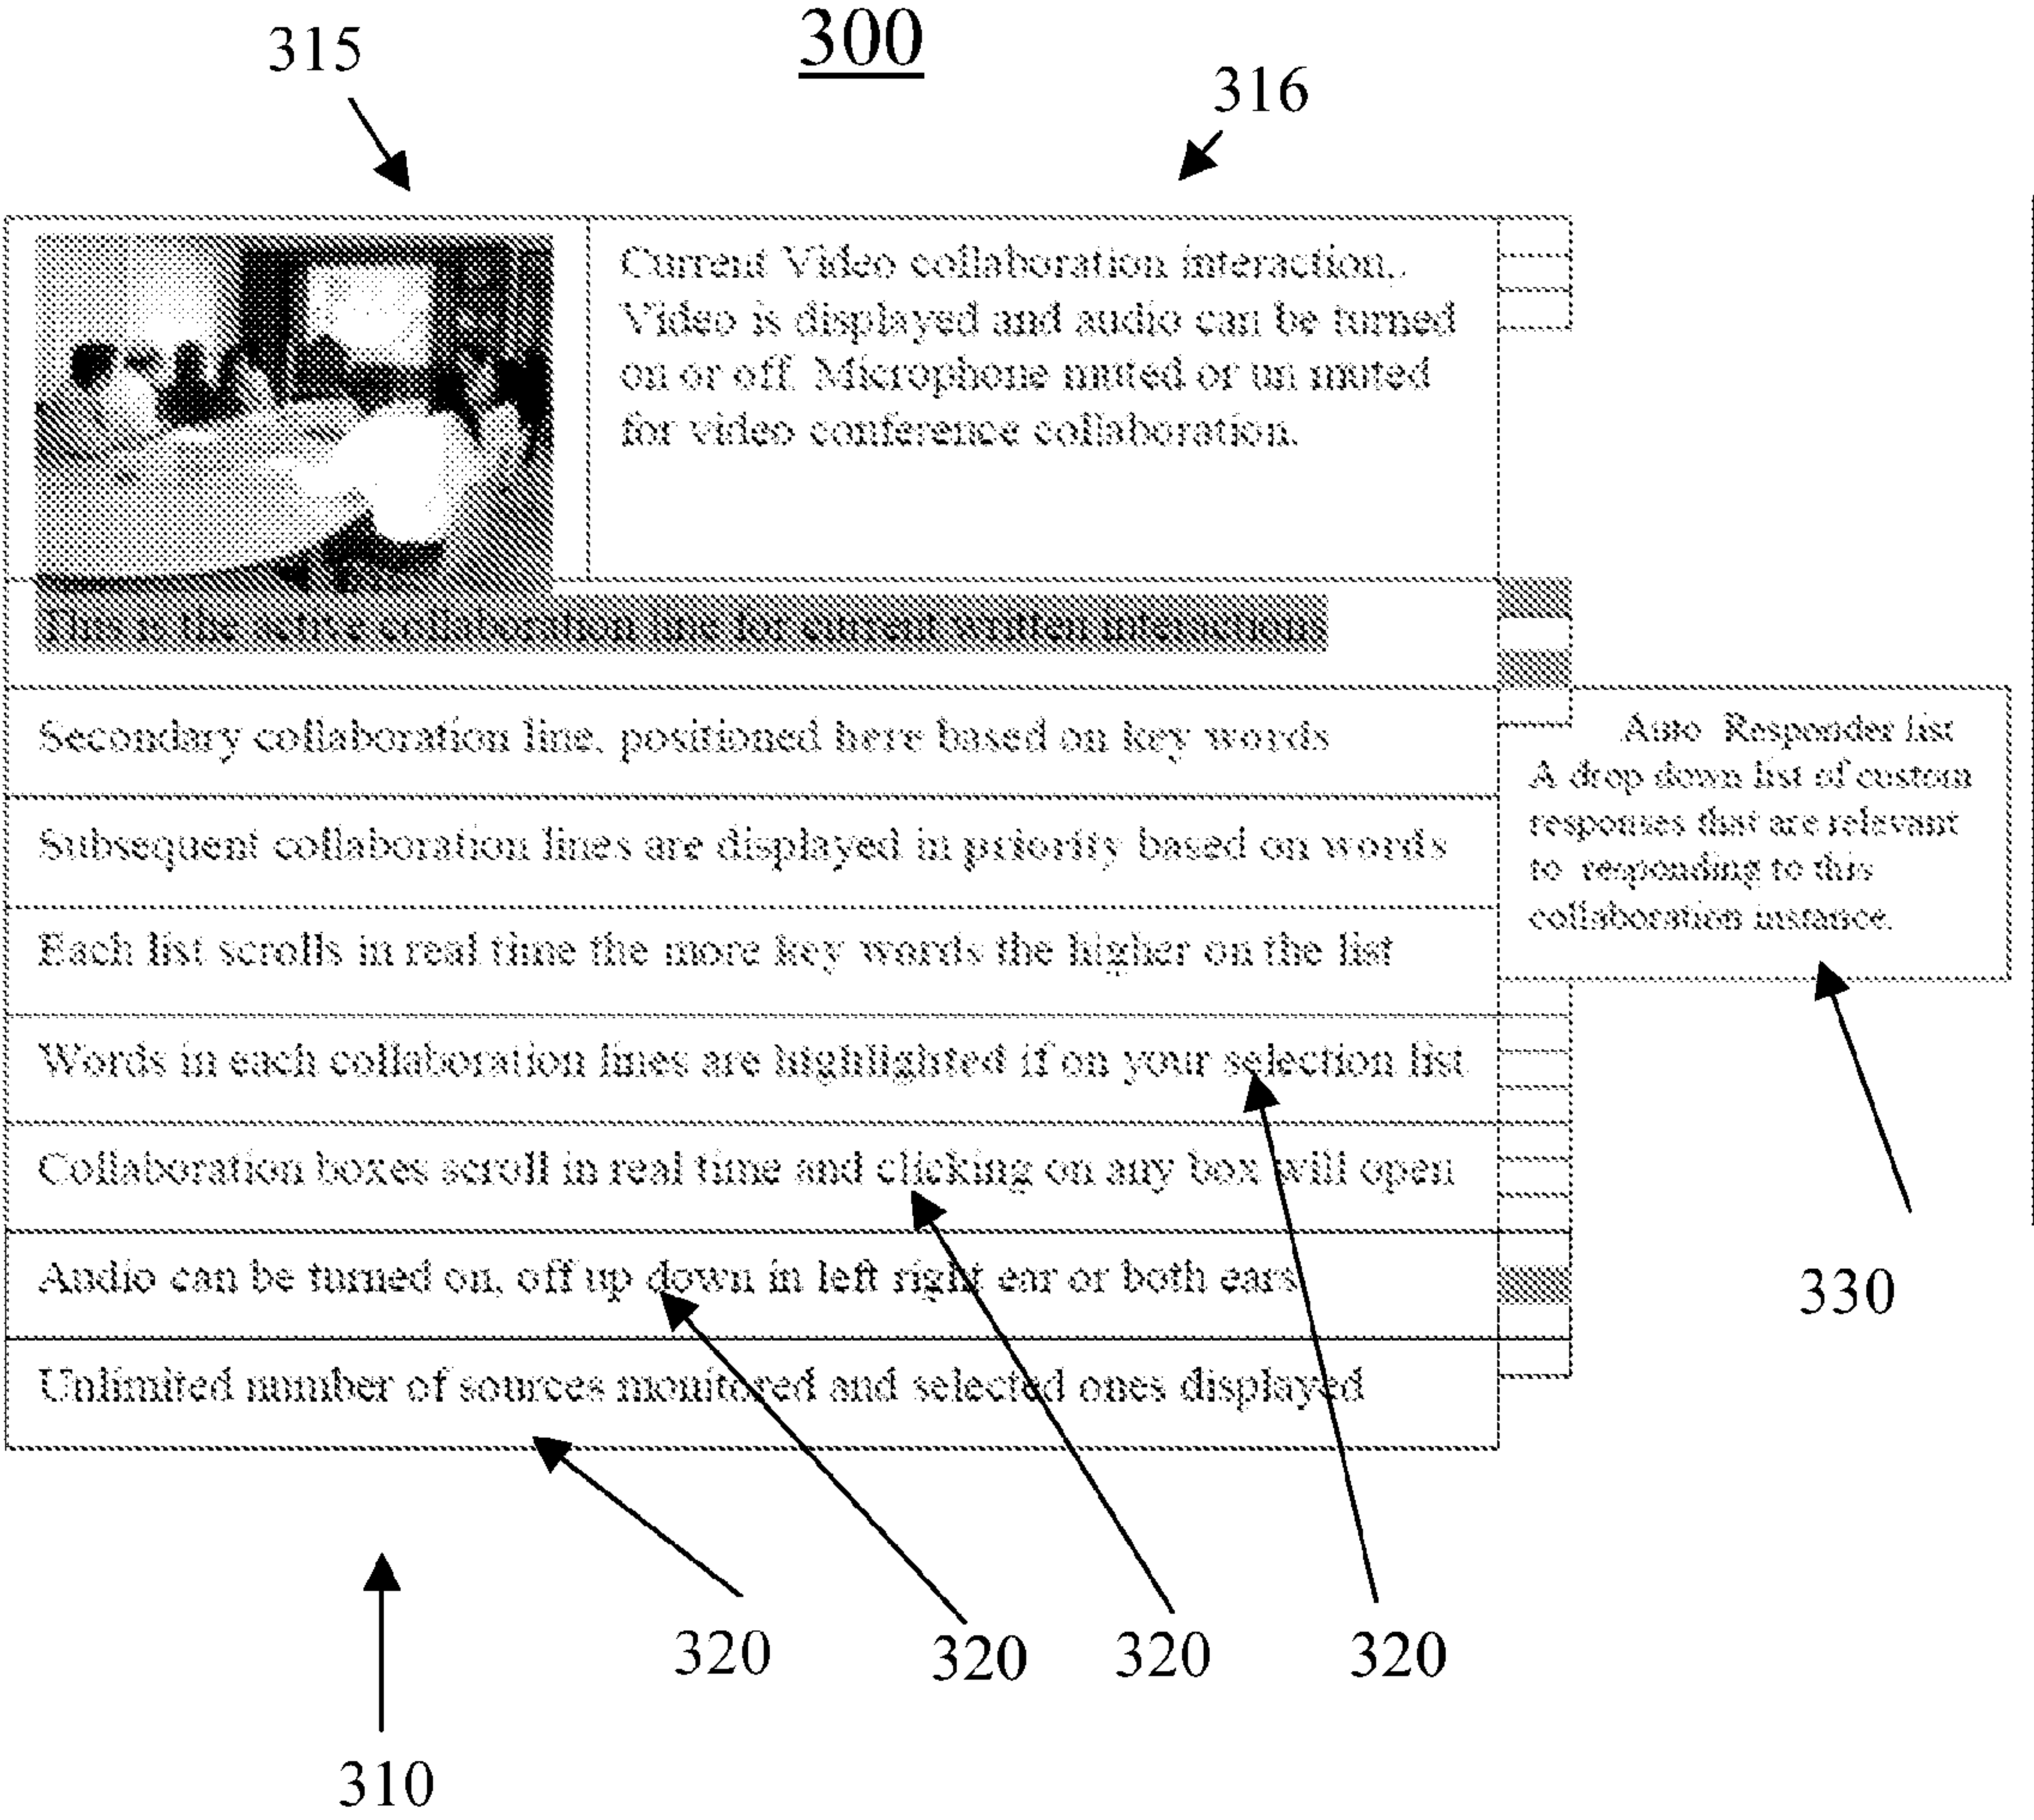 300
315
316
Current Video collaboration interaction.
Video is displayed and audio can be turned
on or off. Microphone muted or un muted
for video conference collaboration.
This is the active collaboration line for current written interactions
Secondary collaboration line, positioned here based on key words
Auto Responder list
A drop down list of custom
responses that are relevant
to responding to this
collaboration instance.
Subsequent collaboration lines are displayed in priority based on words
Each list scrolls in real time the more key words the higher on the list
Words in each collaboration lines are highlighted if on your selection list
Collaboration boxes scroll in real time and clicking on any box will open
Audio can be turned on, off up down in left right ear or both ears
Unlimited number of sources monitored and selected ones displayed
330
320
320
320
320
310